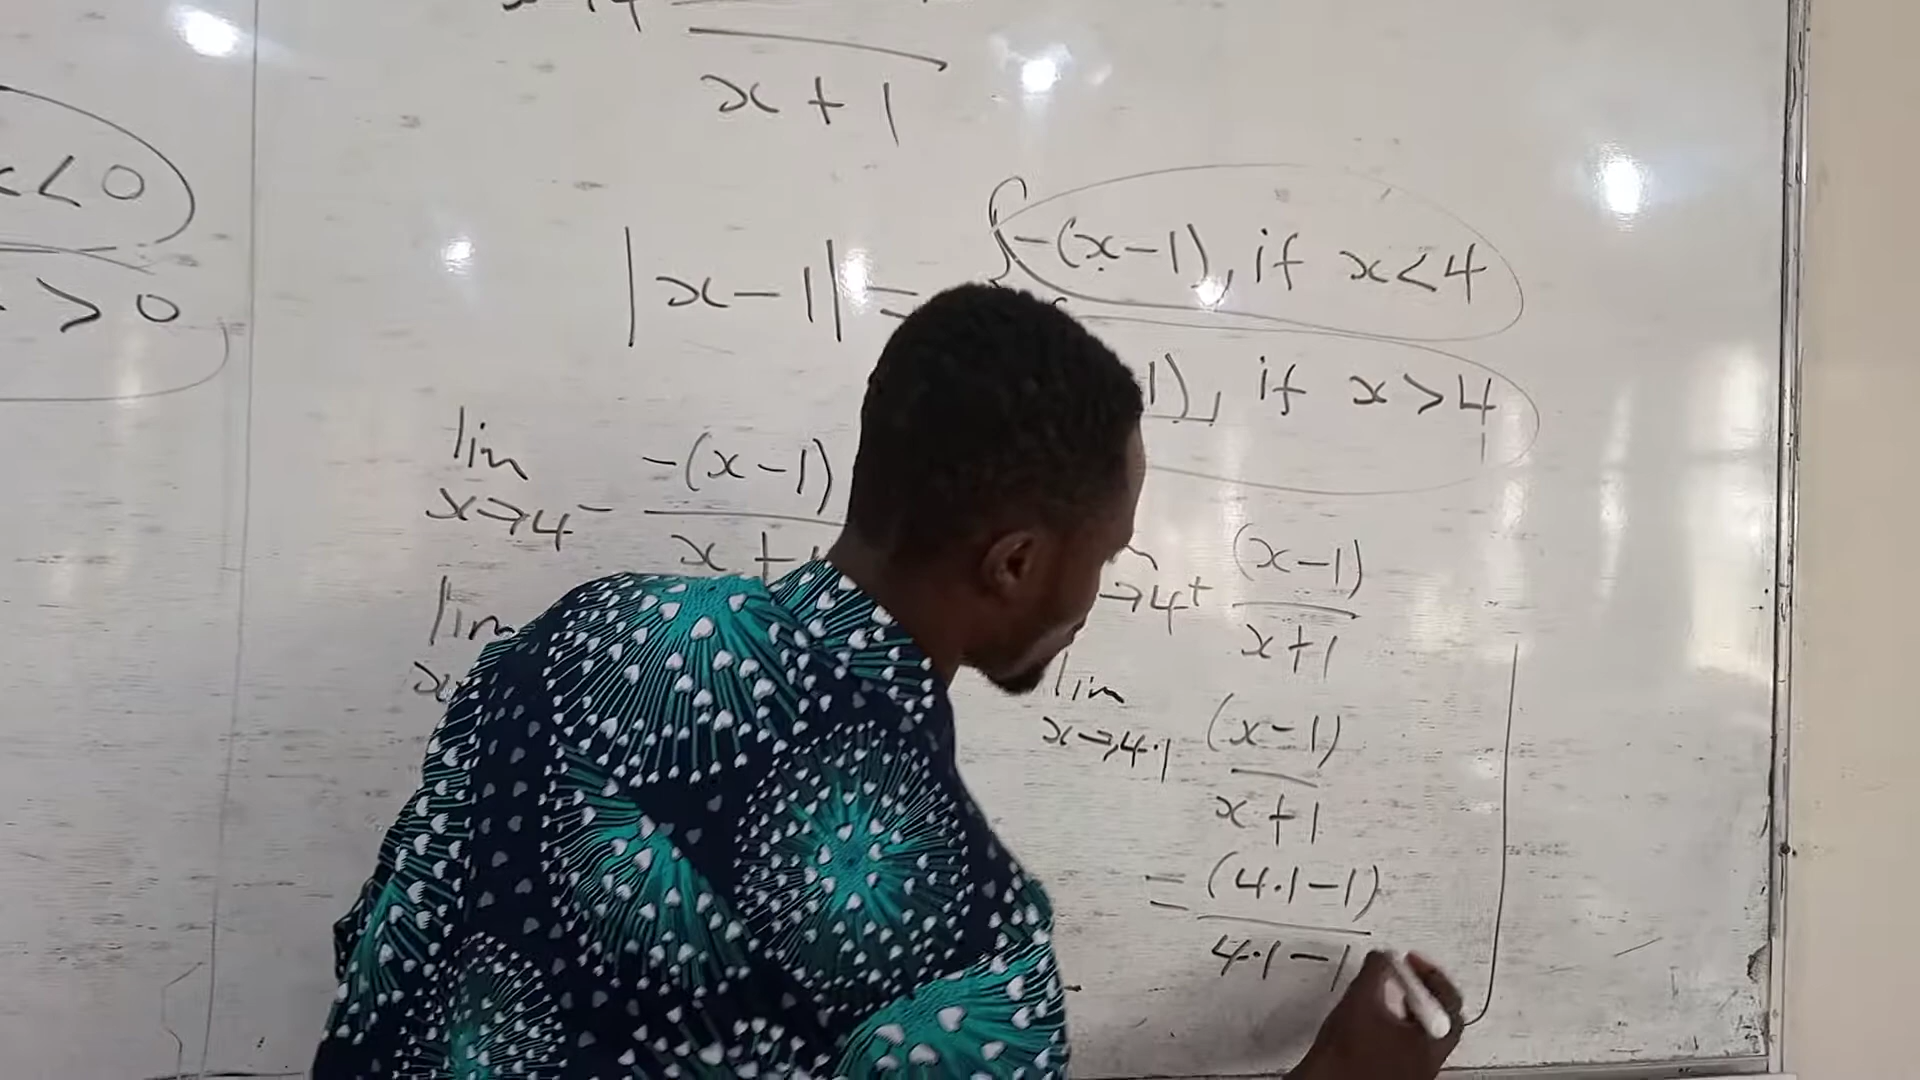 x + 1
x<0
> 0
|x-1| = { -(x-1), if x<4
1), if x>4
lim x→4⁻ -(x-1)
x +
lim
x
→4⁺ (x-1)
x+1
lim x→4·1 (x-1)
x+1
= (4·1-1)
4·1-1